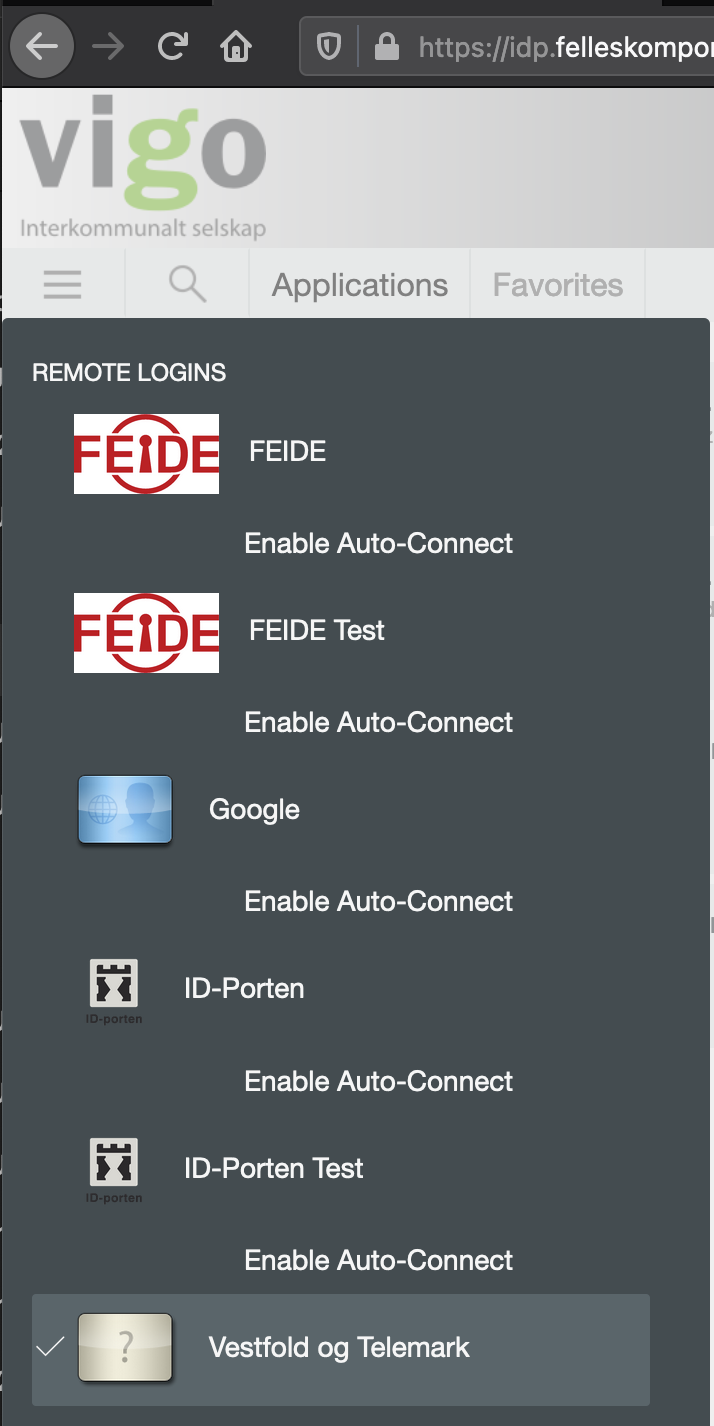 https://idp.felleskompor
vigo
Interkommunalt selskap
Applications
Favorites
REMOTE LOGINS
FEIDE
FEIDE
Enable Auto-Connect
FEIDE
FEIDE Test
Enable Auto-Connect
Google
Enable Auto-Connect
ID-porten
ID-Porten
Enable Auto-Connect
ID-porten
ID-Porten Test
Enable Auto-Connect
?
Vestfold og Telemark